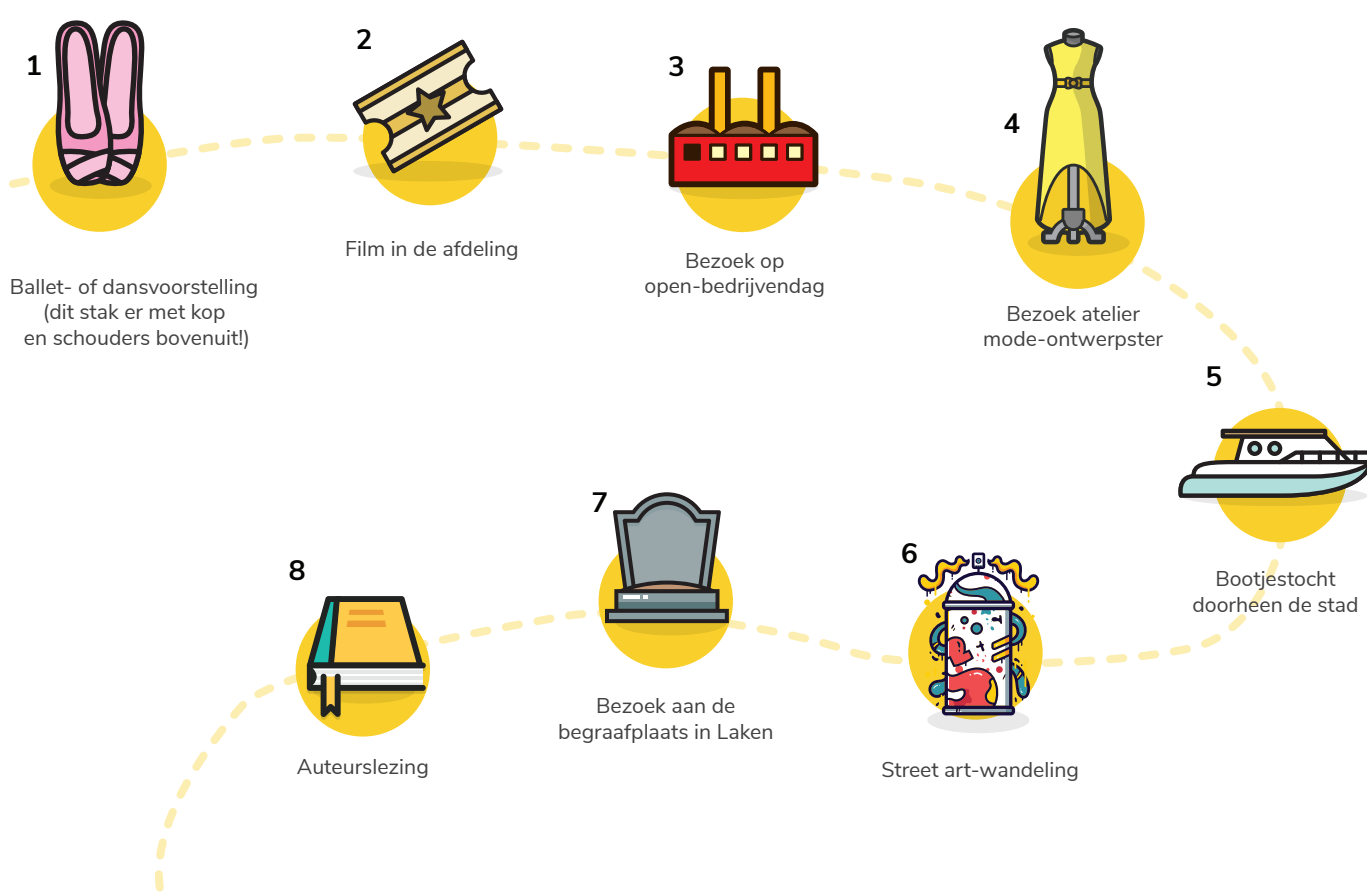 1
Ballet- of dansvoorstelling
(dit stak er met kop
en schouders bovenuit!)
2
Film in de afdeling
3
Bezoek op
open-bedrijvendag
4
Bezoek atelier
mode-ontwerpster
5
Bootjestocht
doorheen de stad
6
Street art-wandeling
7
Bezoek aan de
begraafplaats in Laken
8
Auteurslezing